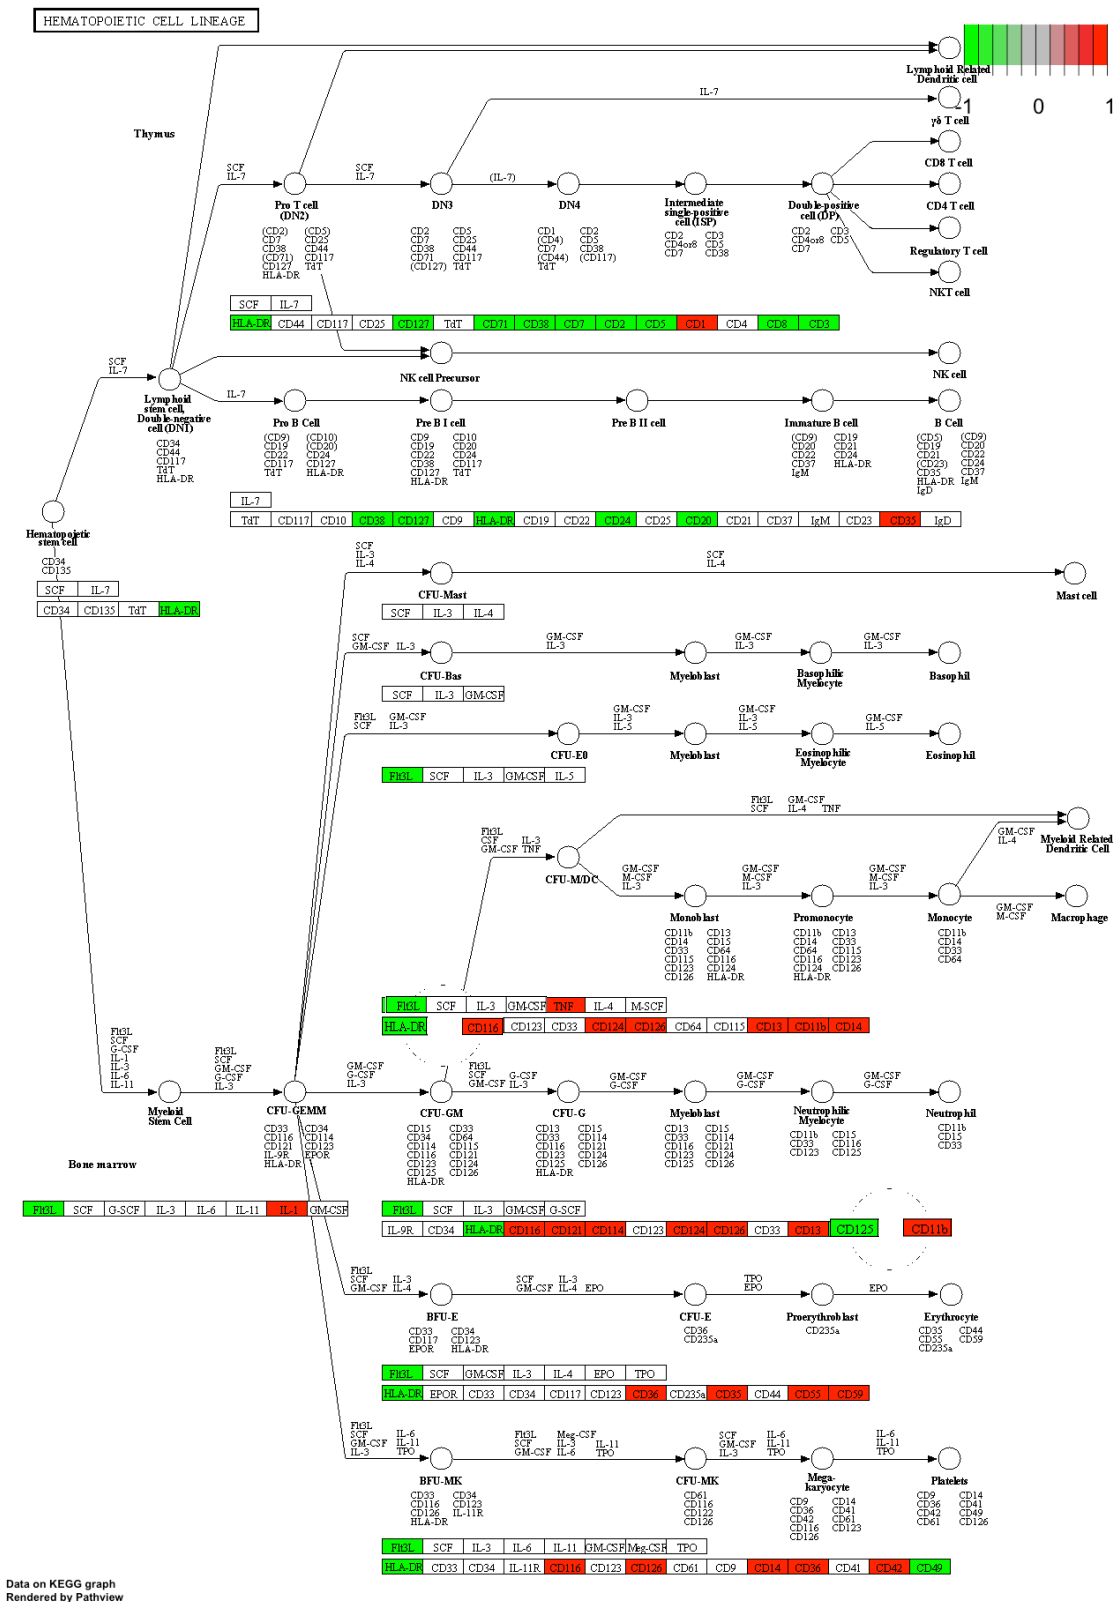 HEMATOPOIETIC CELL LINEAGE
-1 0 1
Lymphoid Related
Dendritic cell
IL-7
γδ T cell
Thymus
CD8 T cell
SCF
IL-7
SCF
IL-7
(IL-7)
Pro T cell
(DN2)
DN3
DN4
Intermediate
single-positive
cell (ISP)
Double-positive
cell (DP)
CD4 T cell
(CD2) (CD5)
CD7 CD25
CD38 CD44
(CD71) CD117
CD127 TdT
HLA-DR
CD2 CD5
CD7 CD25
CD38 CD44
CD71 CD117
(CD127) TdT
CD1 CD2
(CD4) CD5
CD7 CD38
(CD44) (CD117)
TdT
CD2 CD3
CD4or8 CD5
CD7 CD38
CD2 CD3
CD4or8 CD5
CD7
Regulatory T cell
NKT cell
SCF IL-7
HLA-DR CD44 CD117 CD25 CD127 TdT CD71 CD38 CD7 CD2 CD5 CD1 CD4 CD8 CD3
SCF
IL-7
NK cell Precursor
NK cell
IL-7
Lymphoid
stem cell,
Double-negative
cell (DN1)
CD34
CD44
CD117
TdT
HLA-DR
Pro B Cell
Pre B I cell
Pre B II cell
Immature B cell
B Cell
(CD9) (CD10)
CD19 (CD20)
CD22 CD24
CD117 CD127
TdT HLA-DR
CD9 CD10
CD19 CD20
CD22 CD24
CD38 CD117
CD127 TdT
HLA-DR
(CD9) CD19
CD20 CD21
CD22 CD24
CD37 HLA-DR
IgM
(CD5) (CD9)
CD19 CD20
CD21 CD22
(CD23) CD24
CD35 CD37
HLA-DR IgM
IgD
IL-7
TdT CD117 CD10 CD38 CD127 CD9 HLA-DR CD19 CD22 CD24 CD25 CD20 CD21 CD37 IgM CD23 CD35 IgD
Hematopoietic
stem cell
CD34
CD135
SCF IL-7
CD34 CD135 TdT HLA-DR
SCF
IL-3
IL-4
SCF
IL-4
CFU-Mast
Mast cell
SCF IL-3 IL-4
SCF
GM-CSF IL-3
GM-CSF
IL-3
GM-CSF
IL-3
GM-CSF
IL-3
CFU-Bas
Myeloblast
Basophilic
Myelocyte
Basophil
SCF IL-3 GM-CSF
Flt3L GM-CSF
SCF IL-3
GM-CSF
IL-3
IL-5
GM-CSF
IL-3
IL-5
GM-CSF
IL-5
CFU-E0
Myeloblast
Eosinophilic
Myelocyte
Eosinophil
Flt3L SCF IL-3 GM-CSF IL-5
Flt3L GM-CSF
SCF IL-4 TNF
Flt3L
CSF IL-3
GM-CSF TNF
GM-CSF
IL-4
Myeloid Related
Dendritic Cell
CFU-M/DC
GM-CSF
M-CSF
IL-3
GM-CSF
M-CSF
IL-3
GM-CSF
M-CSF
IL-3
GM-CSF
M-CSF
Monoblast
Promonocyte
Monocyte
Macrophage
CD11b CD13
CD14 CD15
CD33 CD64
CD115 CD116
CD123 CD124
CD126 HLA-DR
CD11b CD13
CD14 CD33
CD64 CD115
CD116 CD123
CD124 CD126
HLA-DR
CD11b
CD14
CD33
CD64
Flt3L SCF IL-3 GM-CSF TNF IL-4 M-SCF
HLA-DR CD116 CD123 CD33 CD124 CD126 CD64 CD115 CD13 CD11b CD14
Flt3L
SCF
G-CSF
IL-1
IL-3
IL-6
IL-11
Flt3L
SCF
GM-CSF
G-CSF
IL-3
GM-CSF
G-CSF
IL-3
Flt3L
SCF G-CSF
GM-CSF IL-3
GM-CSF
G-CSF
GM-CSF
G-CSF
GM-CSF
G-CSF
Myeloid
Stem Cell
CFU-GEMM
CFU-GM
CFU-G
Myeloblast
Neutrophilic
Myelocyte
Neutrophil
CD33 CD34
CD116 CD114
CD121 CD123
IL-9R EPOR
HLA-DR
CD15 CD33
CD34 CD64
CD114 CD115
CD116 CD121
CD123 CD124
CD125 CD126
HLA-DR
CD13 CD15
CD33 CD114
CD116 CD121
CD123 CD124
CD125 CD126
HLA-DR
CD13 CD15
CD33 CD114
CD116 CD121
CD123 CD124
CD125 CD126
CD11b CD15
CD33 CD116
CD123 CD125
CD11b
CD15
CD33
Bone marrow
Flt3L SCF G-SCF IL-3 IL-6 IL-11 IL-1 GM-CSF
Flt3L SCF IL-3 GM-CSF G-SCF
IL-9R CD34 HLA-DR CD116 CD121 CD114 CD123 CD124 CD126 CD33 CD13 CD125 CD11b
Flt3L
SCF IL-3
GM-CSF IL-4
SCF IL-3
GM-CSF IL-4 EPO
TPO
EPO
EPO
BFU-E
CFU-E
Proerythroblast
Erythrocyte
CD33 CD34
CD117 CD123
EPOR HLA-DR
CD36
CD235a
CD235a
CD35 CD44
CD55 CD59
CD235a
Flt3L SCF GM-CSF IL-3 IL-4 EPO TPO
HLA-DR EPOR CD33 CD34 CD117 CD123 CD36 CD235a CD35 CD44 CD55 CD59
Flt3L
SCF IL-6
GM-CSF IL-11
IL-3 TPO
Flt3L Meg-CSF
SCF IL-3 IL-11
GM-CSF IL-6 TPO
SCF IL-6
GM-CSF IL-11
IL-3 TPO
IL-6
IL-11
TPO
BFU-MK
CFU-MK
Mega-
karyocyte
Platelets
CD33 CD34
CD116 CD123
CD126 IL-11R
HLA-DR
CD61
CD116
CD122
CD126
CD9 CD14
CD36 CD41
CD42 CD61
CD116 CD123
CD126
CD9 CD14
CD36 CD41
CD42 CD49
CD61 CD126
Flt3L SCF IL-3 IL-6 IL-11 GM-CSF Meg-CSF TPO
HLA-DR CD33 CD34 IL-11R CD116 CD123 CD126 CD61 CD9 CD14 CD36 CD41 CD42 CD49
Data on KEGG graph
Rendered by Pathview